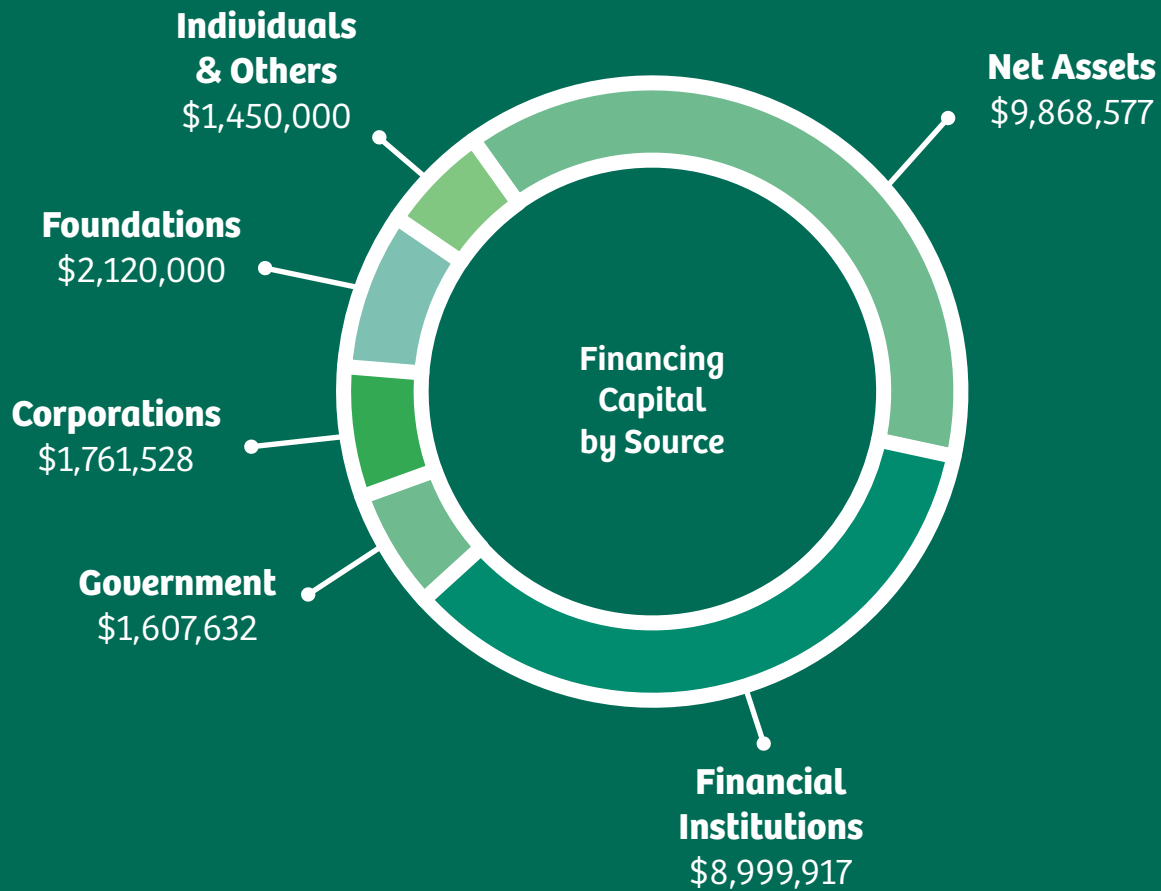 Individuals
& Others
$1,450,000
Net Assets
$9,868,577
Foundations
$2,120,000
Financing
Capital
by Source
Corporations
$1,761,528
Government
$1,607,632
Financial
Institutions
$8,999,917